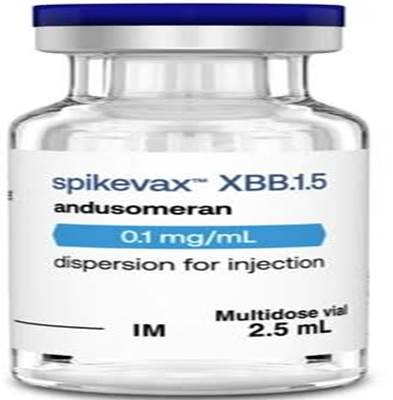 spikevax™ XBB.1.5
andusomeran
0.1 mg/mL
dispersion for injection
Multidose vial
IM 2.5 mL